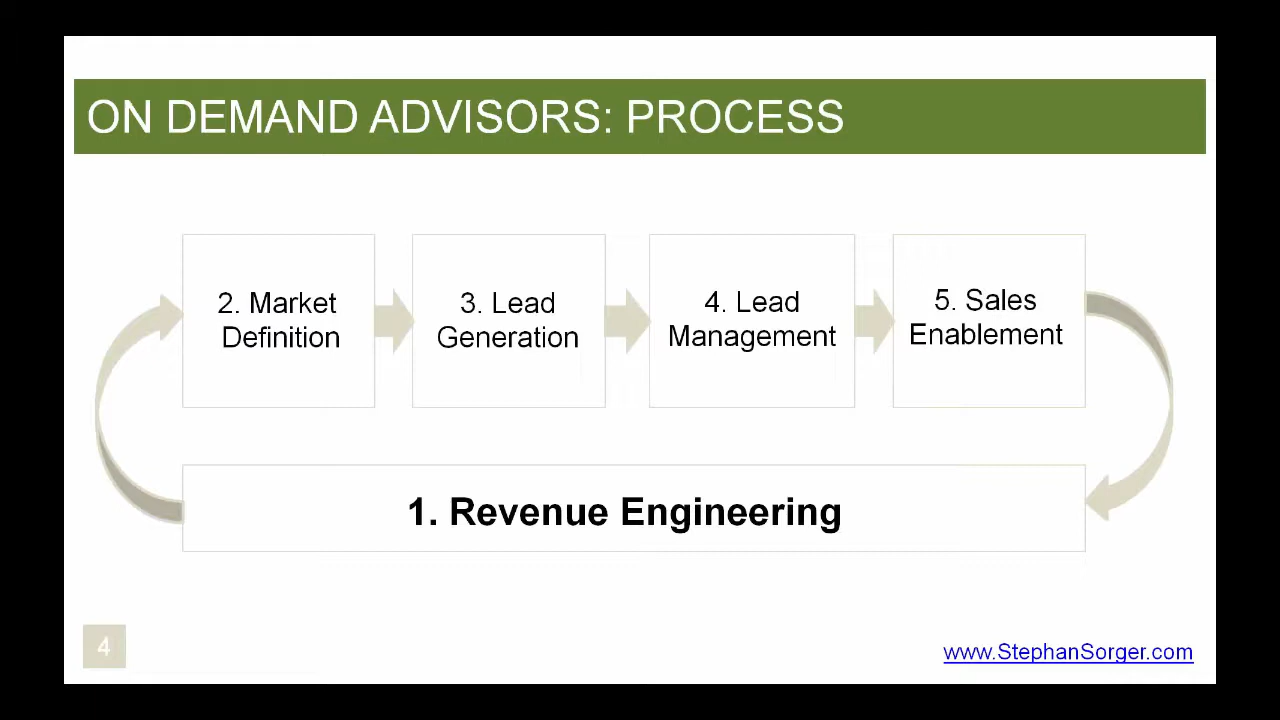 ON DEMAND ADVISORS: PROCESS
2. Market
Definition
3. Lead
Generation
4. Lead
Management
5. Sales
Enablement
1. Revenue Engineering
4
www.StephanSorger.com